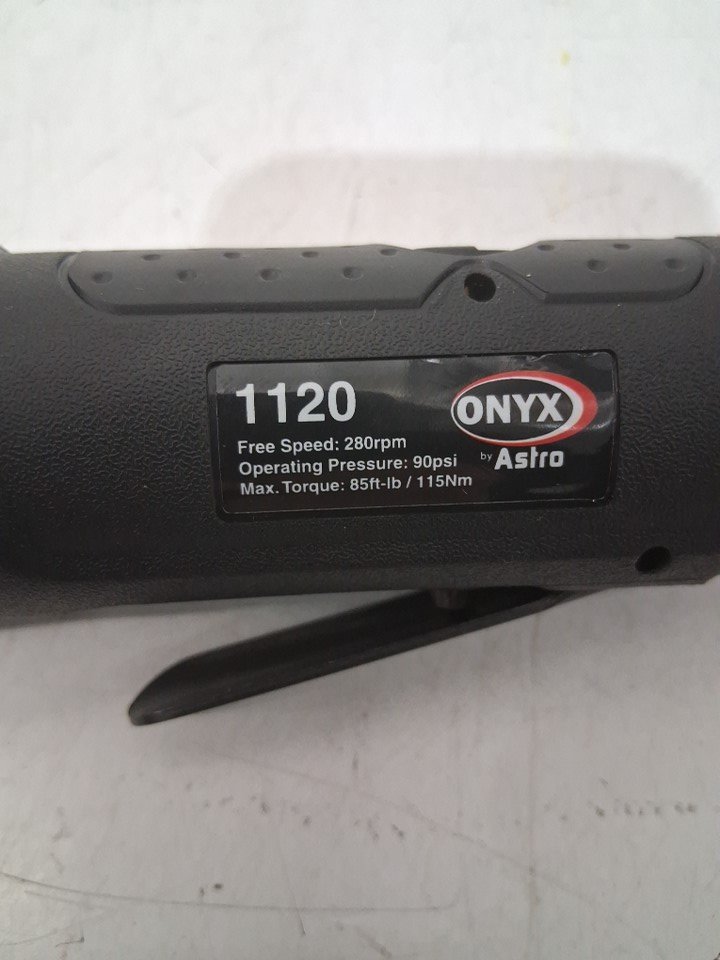 1120
ONYX
by Astro
Free Speed: 280rpm
Operating Pressure: 90psi
Max. Torque: 85ft-lb / 115Nm